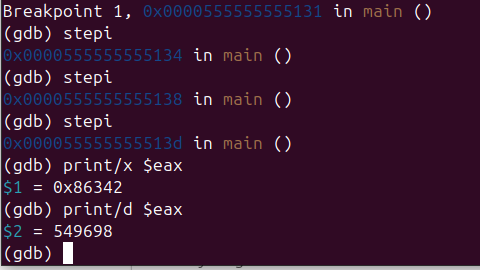 Breakpoint 1, 0x0000555555555131 in main ()
(gdb) stepi
0x0000555555555134 in main ()
(gdb) stepi
0x0000555555555138 in main ()
(gdb) stepi
0x000055555555513d in main ()
(gdb) print/x $eax
$1 = 0x86342
(gdb) print/d $eax
$2 = 549698
(gdb)